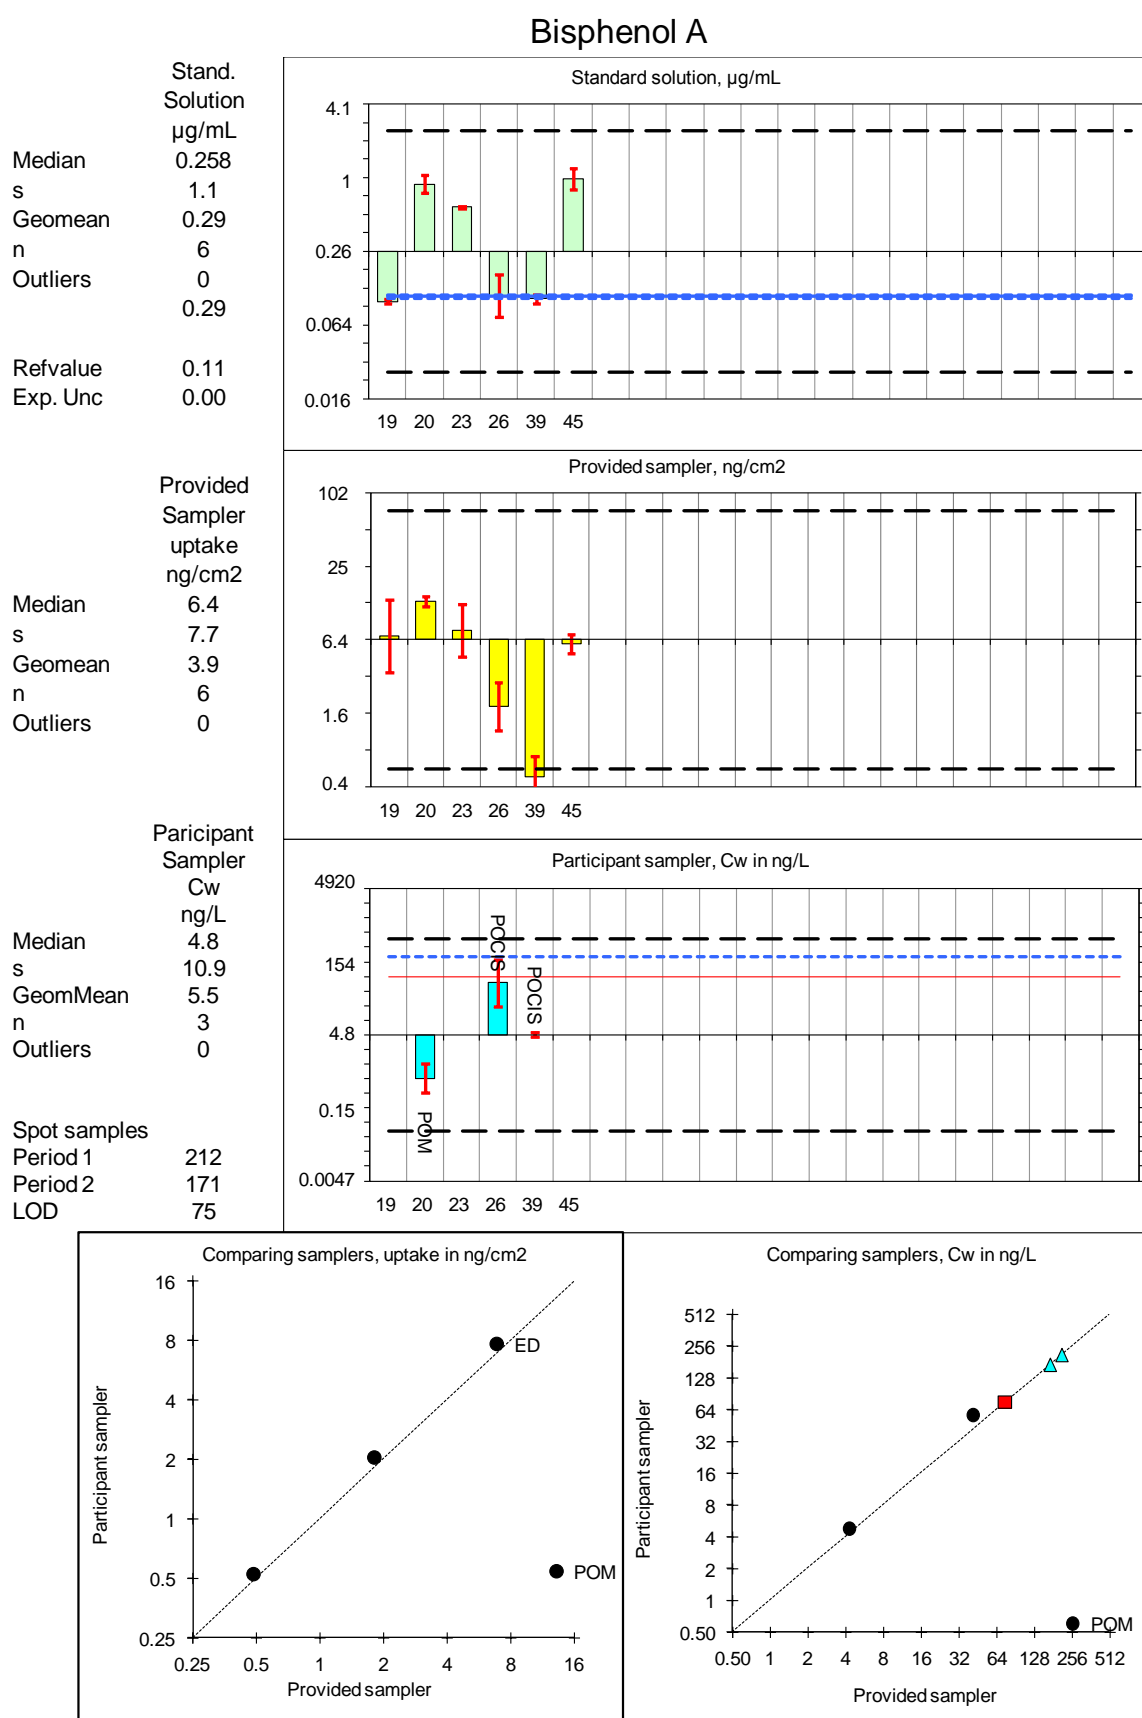 Bisphenol A
Stand.
Solution
µg/mL
Median 0.258
s 1.1
Geomean 0.29
n 6
Outliers 0
0.29
Refvalue 0.11
Exp. Unc 0.00
Standard solution, µg/mL
4.1
1
0.26
0.064
0.016
19 20 23 26 39 45
Provided
Sampler
uptake
ng/cm2
Median 6.4
s 7.7
Geomean 3.9
n 6
Outliers 0
Provided sampler, ng/cm2
102
25
6.4
1.6
0.4
19 20 23 26 39 45
Paricipant
Sampler
Cw
ng/L
Median 4.8
s 10.9
GeomMean 5.5
n 3
Outliers 0
Spot samples
Period 1 212
Period 2 171
LOD 75
Participant sampler, Cw in ng/L
4920
154
4.8
0.15
0.0047
POM
POCIS
POCIS
19 20 23 26 39 45
Comparing samplers, uptake in ng/cm2
Participant sampler
16
8
4
2
1
0.5
0.25
ED
POM
0.25 0.5 1 2 4 8 16
Provided sampler
Comparing samplers, Cw in ng/L
Participant sampler
512
256
128
64
32
16
8
4
2
1
0.50
POM
0.50 1 2 4 8 16 32 64 128 256 512
Provided sampler